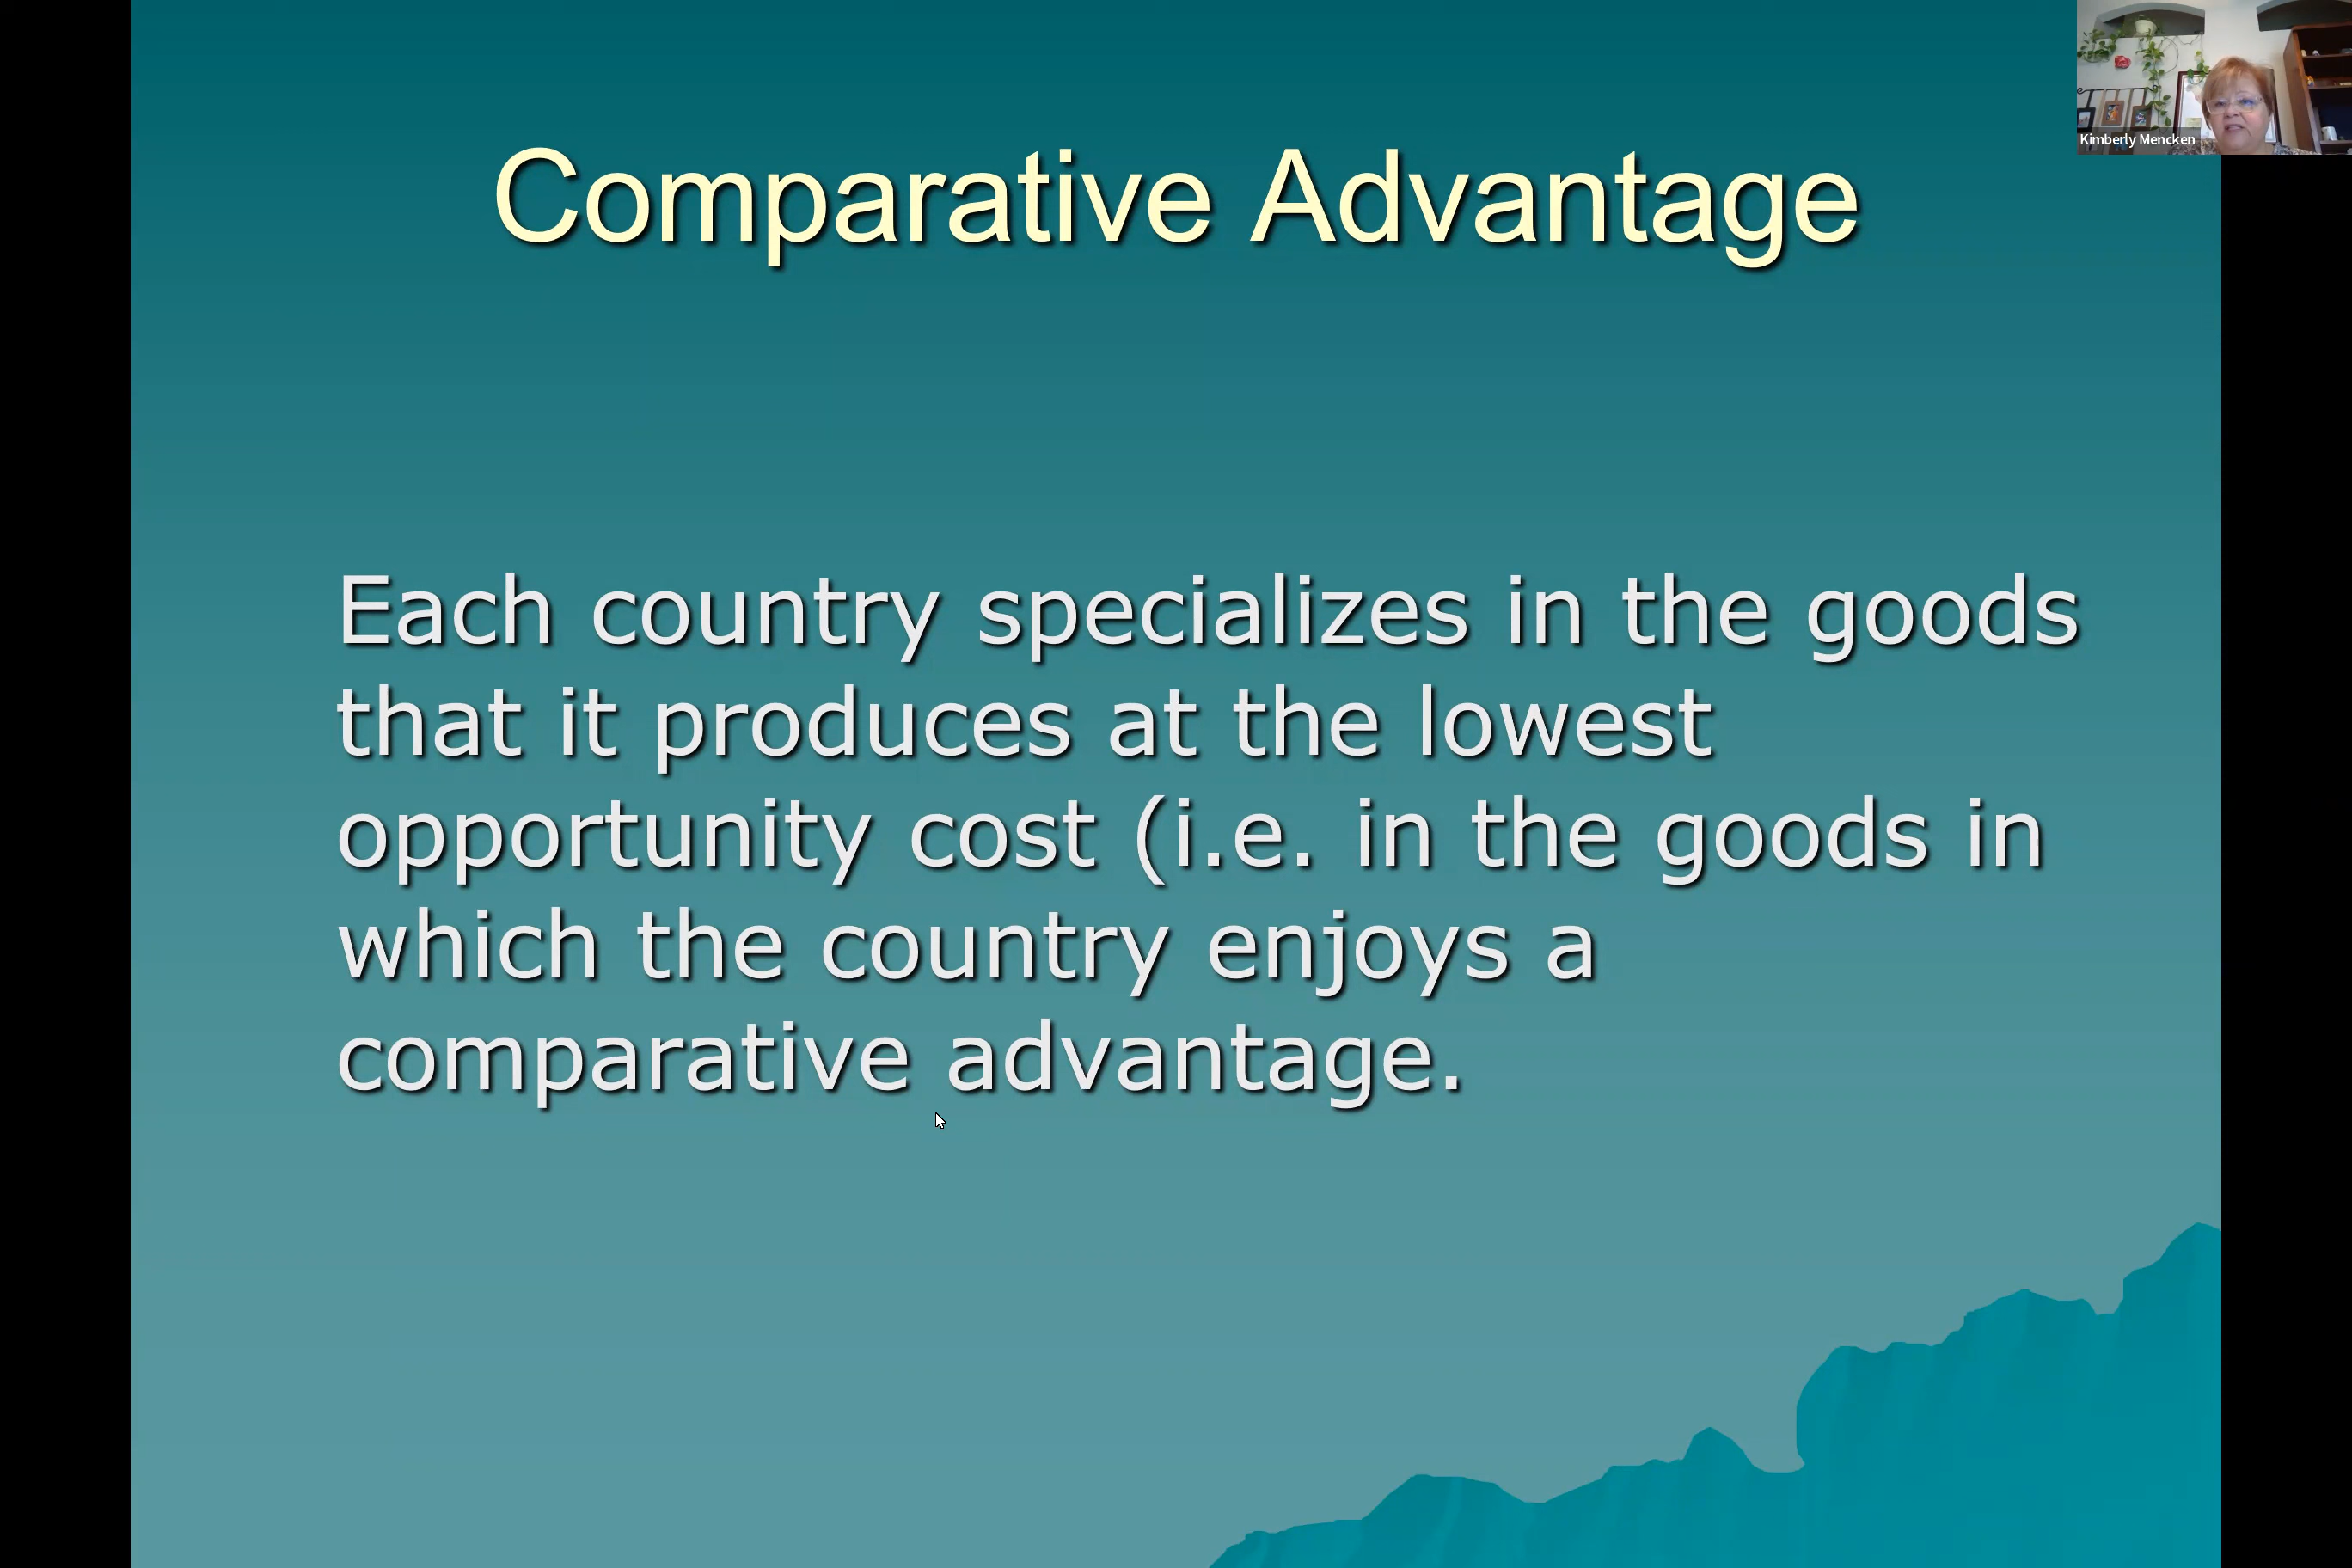 Comparative Advantage
Kimberly Mencken
Each country specializes in the goods
that it produces at the lowest
opportunity cost (i.e. in the goods in
which the country enjoys a
comparative advantage.